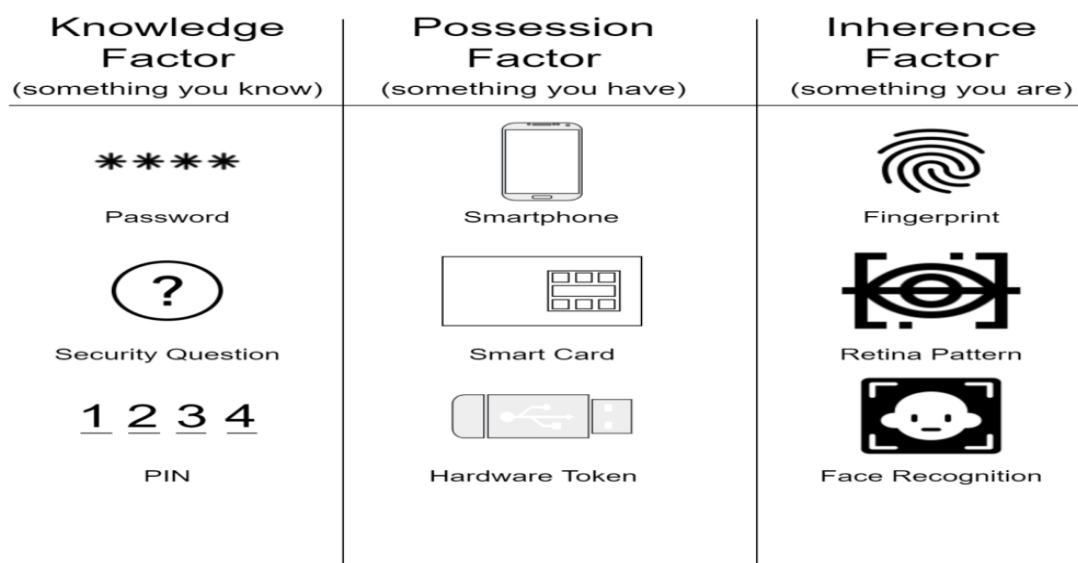 Knowledge
Factor
(something you know)
****
Password
?
Security Question
1 2 3 4
PIN
Possession
Factor
(something you have)
Smartphone
Smart Card
Hardware Token
Inherence
Factor
(something you are)
Fingerprint
Retina Pattern
Face Recognition